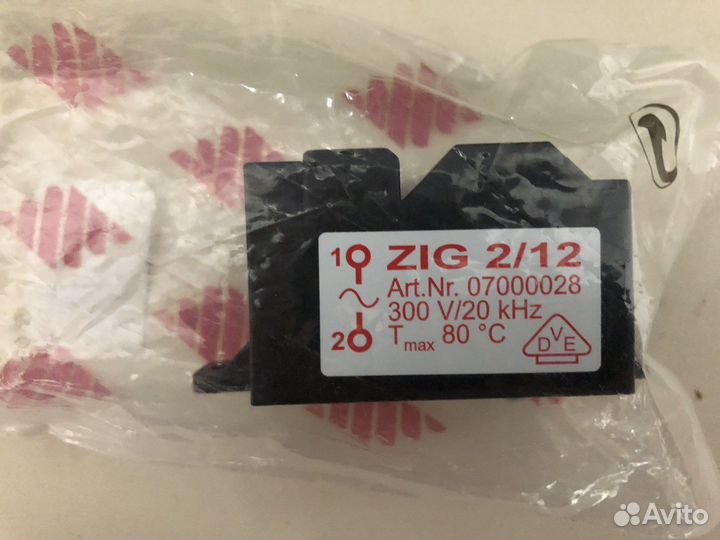 1 ZIG 2/12
Art.Nr. 07000028
~ 300 V/20 kHz
2 Tmax 80 °C
DVE
Avito